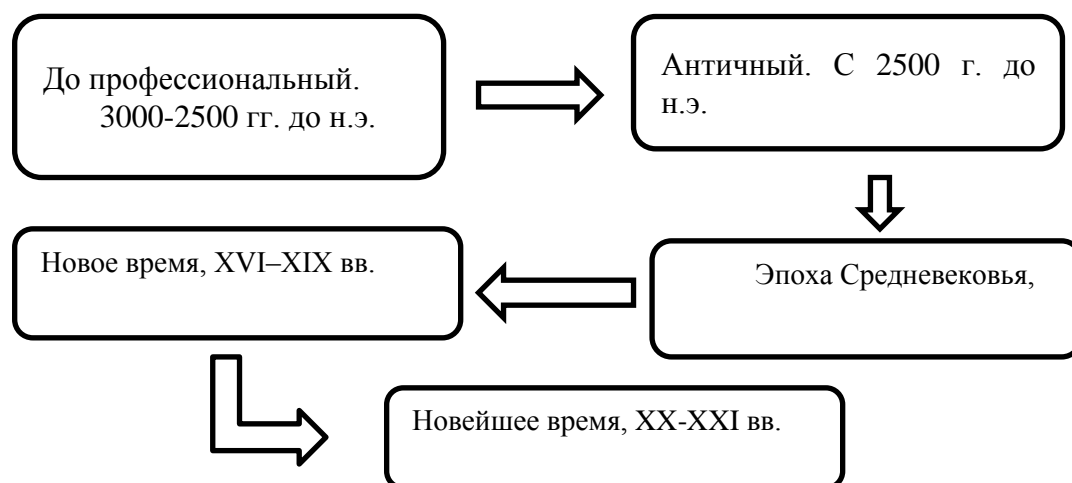 До профессиональный.
3000-2500 гг. до н.э.
Античный. С 2500 г. до
н.э.
Эпоха Средневековья,
Новое время, XVI–XIX вв.
Новейшее время, XX-XXI вв.